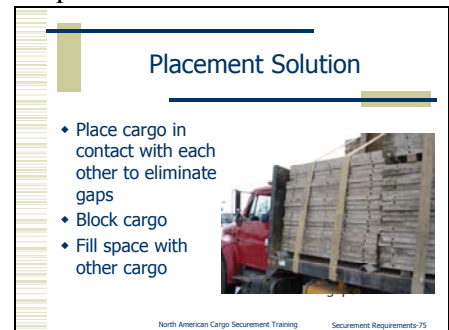 Placement Solution
Place cargo in
contact with each
other to eliminate
gaps
Block cargo
Fill space with
other cargo
North American Cargo Securement Training Securement Requirements-75